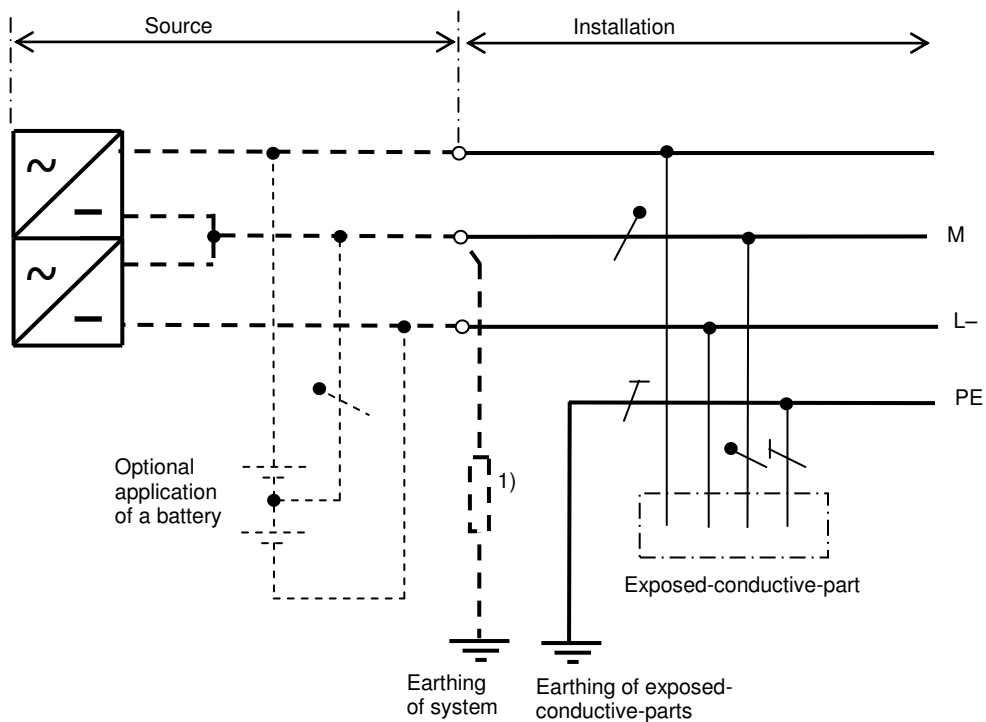 Source
Installation
M
L–
PE
Optional
application
of a battery
1)
Exposed-conductive-part
Earthing
of system
Earthing of exposed-
conductive-parts